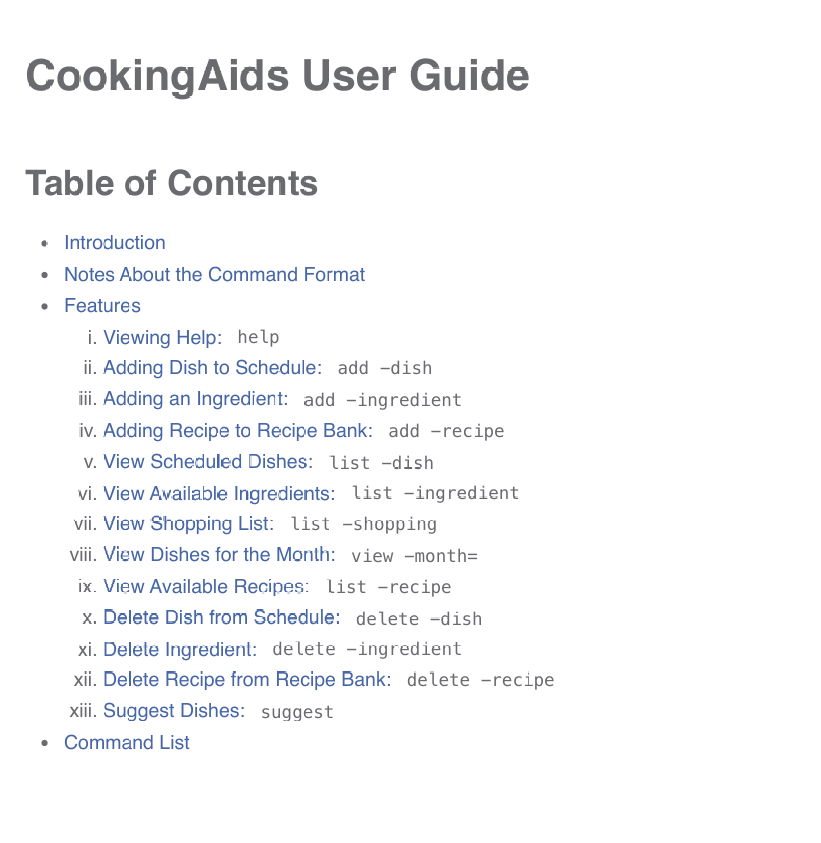 CookingAids User Guide
Table of Contents
• Introduction
• Notes About the Command Format
• Features
i. Viewing Help: help
ii. Adding Dish to Schedule: add –dish
iii. Adding an Ingredient: add –ingredient
iv. Adding Recipe to Recipe Bank: add –recipe
v. View Scheduled Dishes: list –dish
vi. View Available Ingredients: list –ingredient
vii. View Shopping List: list –shopping
viii. View Dishes for the Month: view –month=
ix. View Available Recipes: list –recipe
x. Delete Dish from Schedule: delete –dish
xi. Delete Ingredient: delete –ingredient
xii. Delete Recipe from Recipe Bank: delete –recipe
xiii. Suggest Dishes: suggest
• Command List